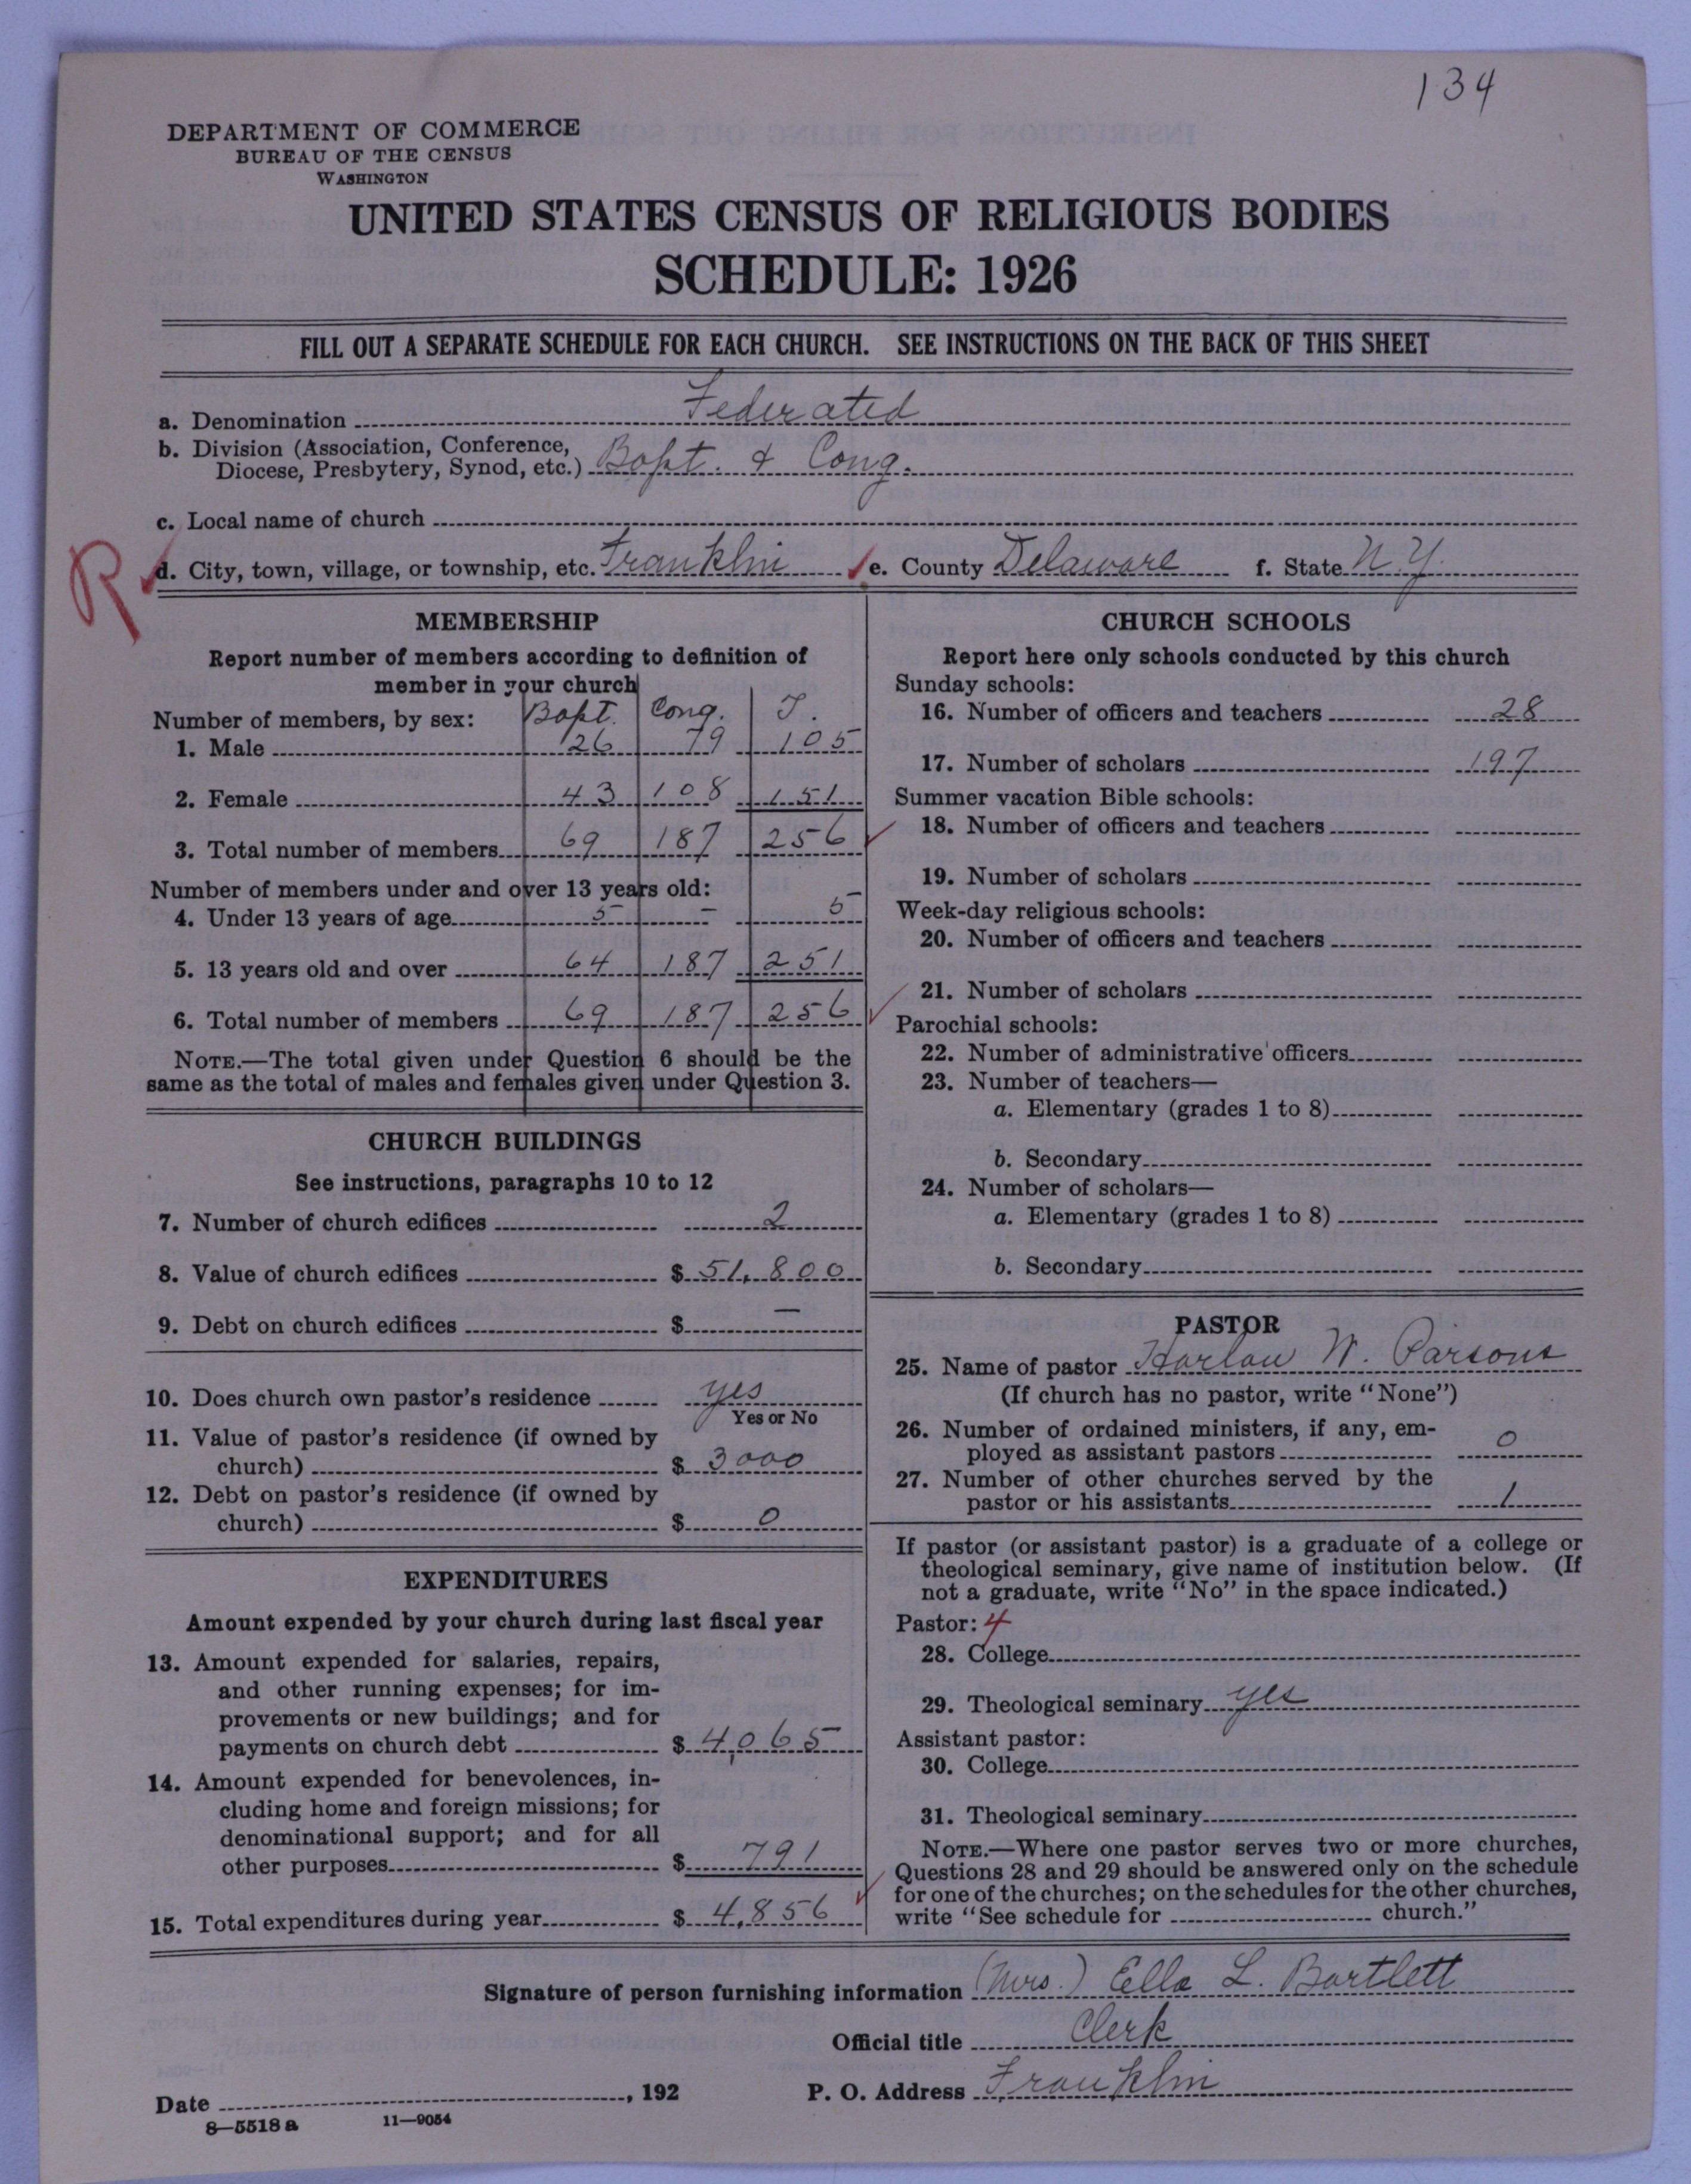 134
DEPARTMENT OF COMMERCE
BUREAU OF THE CENSUS
WASHINGTON
UNITED STATES CENSUS OF RELIGIOUS BODIES
SCHEDULE: 1926
FILL OUT A SEPARATE SCHEDULE FOR EACH CHURCH. SEE INSTRUCTIONS ON THE BACK OF THIS SHEET
a. Denomination Federated
b. Division (Association, Conference,
Diocese, Presbytery, Synod, etc.) Bapt. & Cong.
c. Local name of church
R d. City, town, village, or township, etc. Franklin e. County Delaware f. State N.Y.
MEMBERSHIP
Report number of members according to definition of
member in your church
Number of members, by sex: Bapt. Cong. T.
1. Male 26 79 105
2. Female 43 108 151
3. Total number of members 69 187 256
Number of members under and over 13 years old:
4. Under 13 years of age 5 — 5
5. 13 years old and over 64 187 251
6. Total number of members 69 187 256
NOTE.—The total given under Question 6 should be the
same as the total of males and females given under Question 3.
CHURCH BUILDINGS
See instructions, paragraphs 10 to 12
7. Number of church edifices 2
8. Value of church edifices $ 51,800
9. Debt on church edifices $ —
10. Does church own pastor's residence yes
Yes or No
11. Value of pastor's residence (if owned by
church) $ 3000
12. Debt on pastor's residence (if owned by
church) $ 0
EXPENDITURES
Amount expended by your church during last fiscal year
13. Amount expended for salaries, repairs,
and other running expenses; for im-
provements or new buildings; and for
payments on church debt $ 4,065
14. Amount expended for benevolences, in-
cluding home and foreign missions; for
denominational support; and for all
other purposes $ 791
15. Total expenditures during year $ 4,856
CHURCH SCHOOLS
Report here only schools conducted by this church
Sunday schools:
16. Number of officers and teachers 28
17. Number of scholars 197
Summer vacation Bible schools:
18. Number of officers and teachers
19. Number of scholars
Week-day religious schools:
20. Number of officers and teachers
21. Number of scholars
Parochial schools:
22. Number of administrative officers
23. Number of teachers—
a. Elementary (grades 1 to 8)
b. Secondary
24. Number of scholars—
a. Elementary (grades 1 to 8)
b. Secondary
PASTOR
25. Name of pastor Harlow W. Parsons
(If church has no pastor, write "None")
26. Number of ordained ministers, if any, em-
ployed as assistant pastors 0
27. Number of other churches served by the
pastor or his assistants 1
If pastor (or assistant pastor) is a graduate of a college or
theological seminary, give name of institution below. (If
not a graduate, write "No" in the space indicated.)
Pastor: 4
28. College
29. Theological seminary yes
Assistant pastor:
30. College
31. Theological seminary
NOTE.—Where one pastor serves two or more churches,
Questions 28 and 29 should be answered only on the schedule
for one of the churches; on the schedules for the other churches,
write "See schedule for church."
Signature of person furnishing information (Mrs.) Ella L. Bartlett
Official title Clerk
Date , 192 P. O. Address Franklin
8—5518 a 11—9054